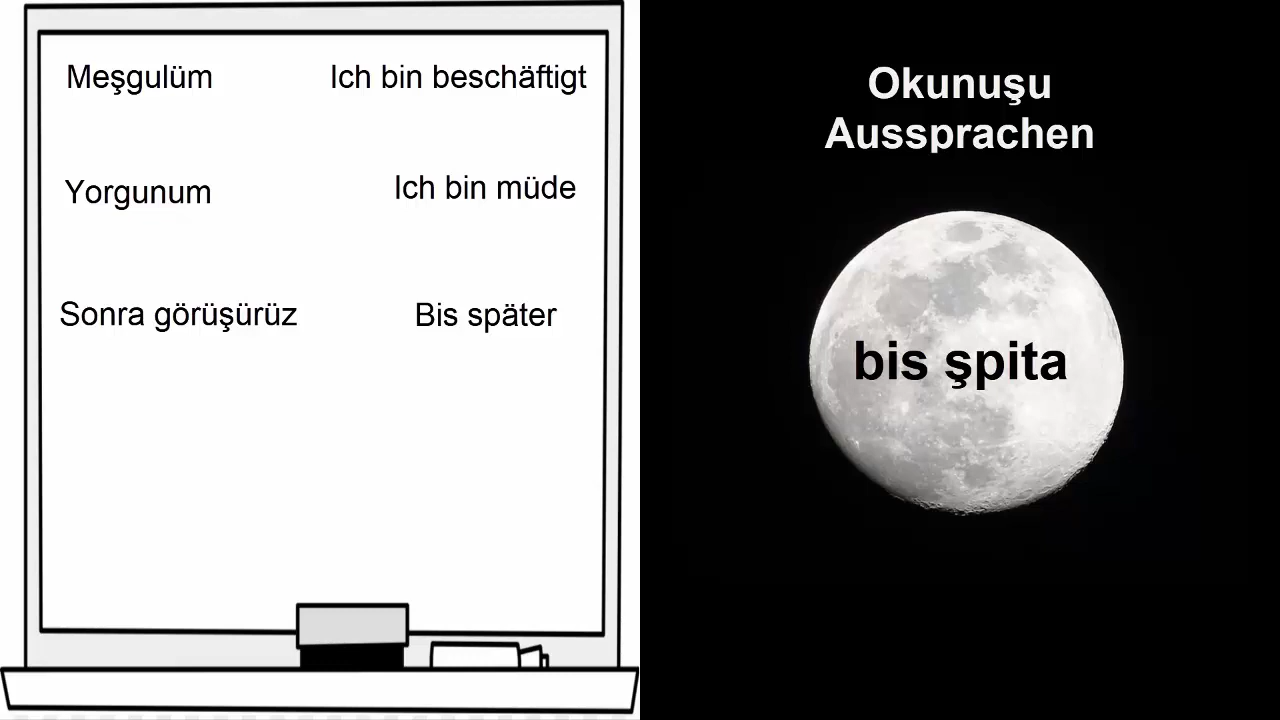 Meşgulüm Ich bin beschäftigt
Yorgunum Ich bin müde
Sonra görüşürüz Bis später
Okunuşu
Aussprachen
bis şpita